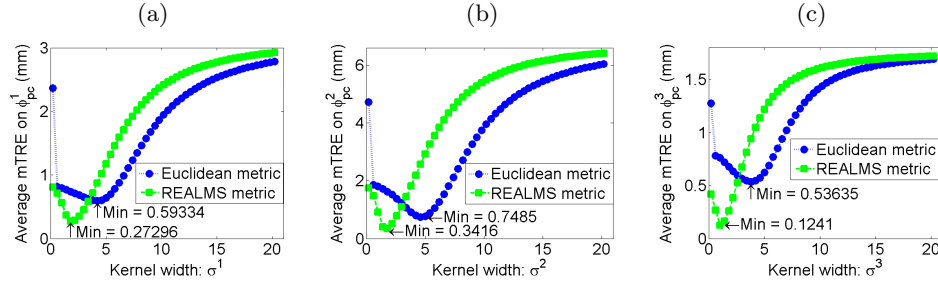 (a)
3
2
1
0
Average mTRE on ϕ¹pc (mm)
Euclidean metric
REALMS metric
Min = 0.59334
Min = 0.27296
0 5 10 15 20
Kernel width: σ¹
(b)
6
4
2
0
Average mTRE on ϕ²pc (mm)
Euclidean metric
REALMS metric
Min = 0.7485
Min = 0.3416
0 5 10 15 20
Kernel width: σ²
(c)
1.5
1
0.5
0
Average mTRE on ϕ³pc (mm)
Euclidean metric
REALMS metric
Min = 0.53635
Min = 0.1241
0 5 10 15 20
Kernel width: σ³